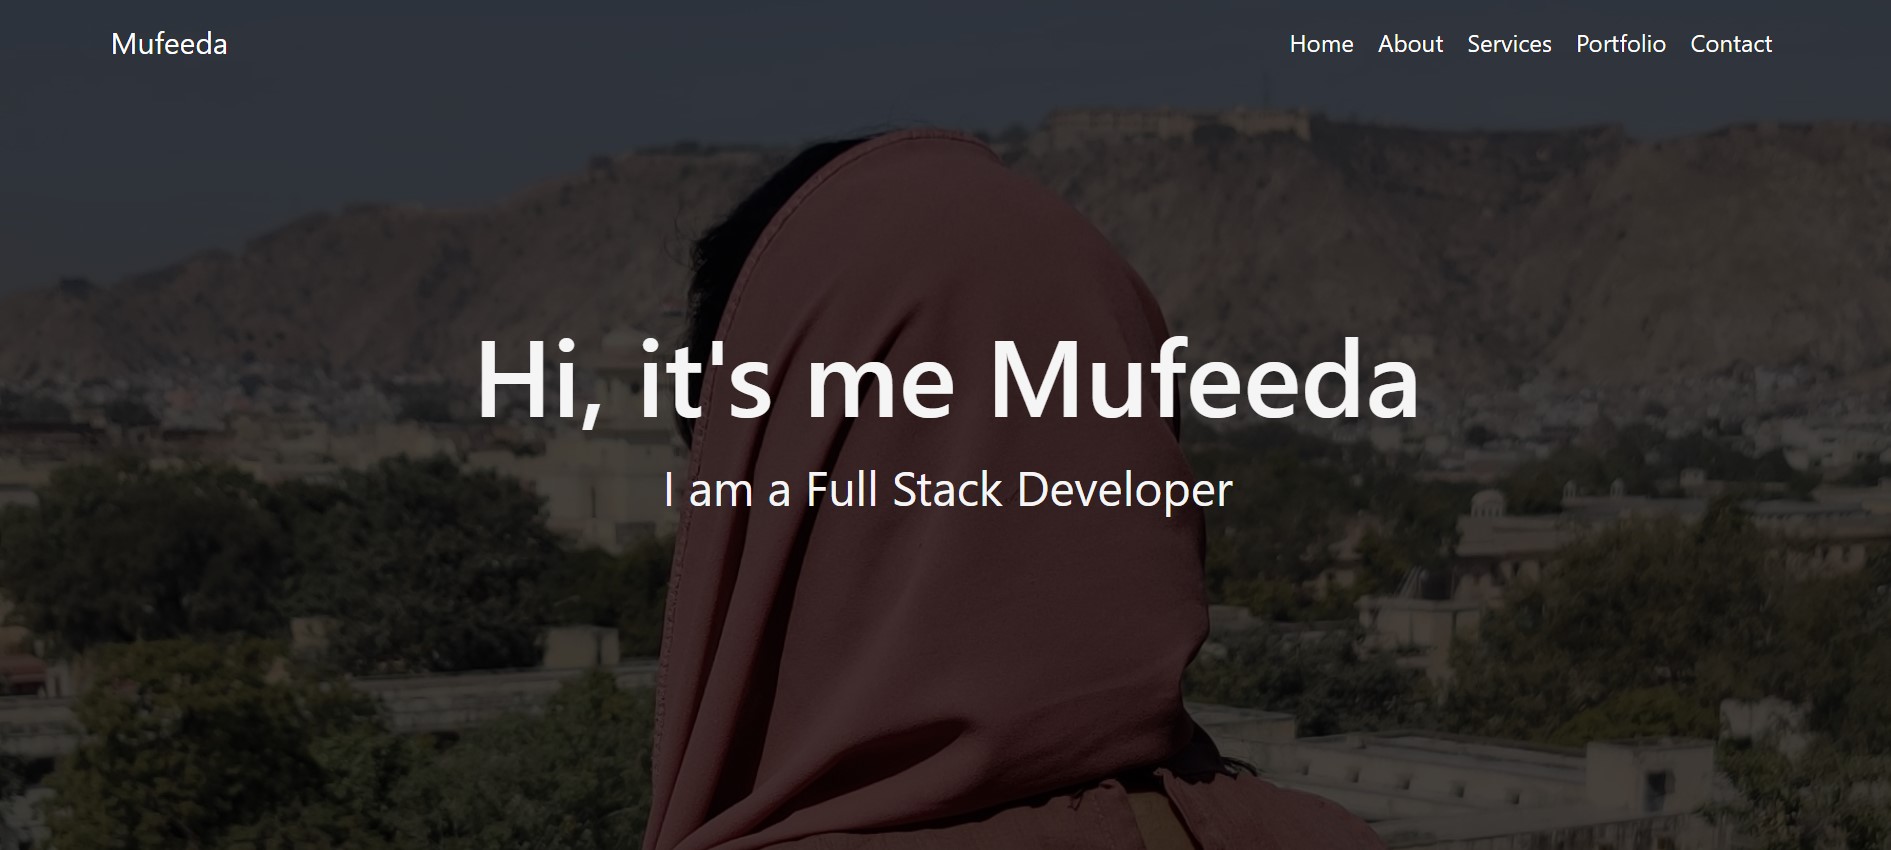 Mufeeda
Home About Services Portfolio Contact
Hi, it's me Mufeeda
I am a Full Stack Developer